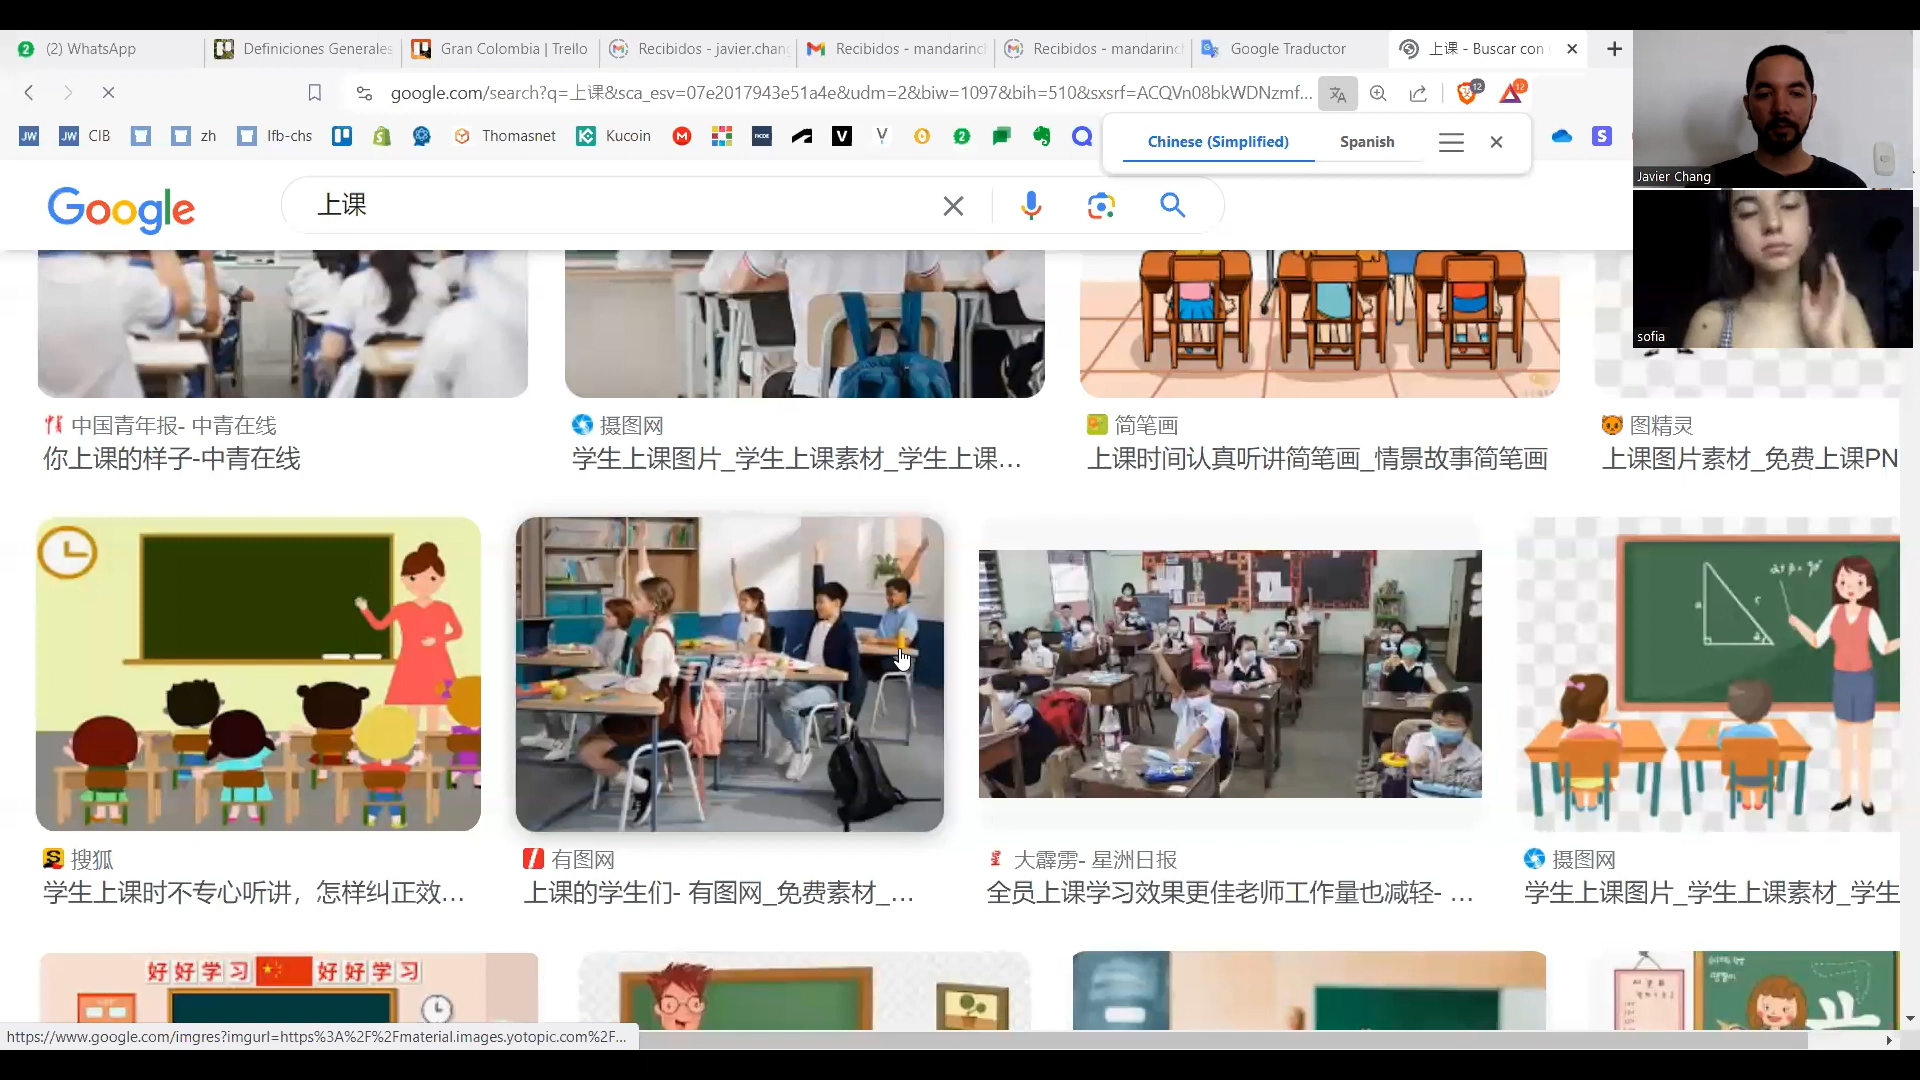 (2) WhatsApp
Definiciones Generales
Gran Colombia | Trello
Recibidos - javier.chang
Recibidos - mandarinch
Recibidos - mandarinch
Google Traductor
上课 - Buscar con
google.com/search?q=上课&sca_esv=07e2017943e51a4e&udm=2&biw=1097&bih=510&sxsrf=ACQVn08bkWDNzmf...
12
12
JW
JW CIB
zh
lfb-chs
Thomasnet
Kucoin
Chinese (Simplified)
Spanish
Javier Chang
sofia
Google
上课
中国青年报- 中青在线
你上课的样子-中青在线
摄图网
学生上课图片_学生上课素材_学生上课...
简笔画
上课时间认真听讲简笔画_情景故事简笔画
图精灵
上课图片素材_免费上课PN
搜狐
学生上课时不专心听讲，怎样纠正效...
有图网
上课的学生们- 有图网_免费素材_...
大霹雳- 星洲日报
全员上课学习效果更佳老师工作量也减轻- ...
摄图网
学生上课图片_学生上课素材_学生
好好学习 好好学习
https://www.google.com/imgres?imgurl=https%3A%2F%2Fmaterial.images.yotopic.com%2F...